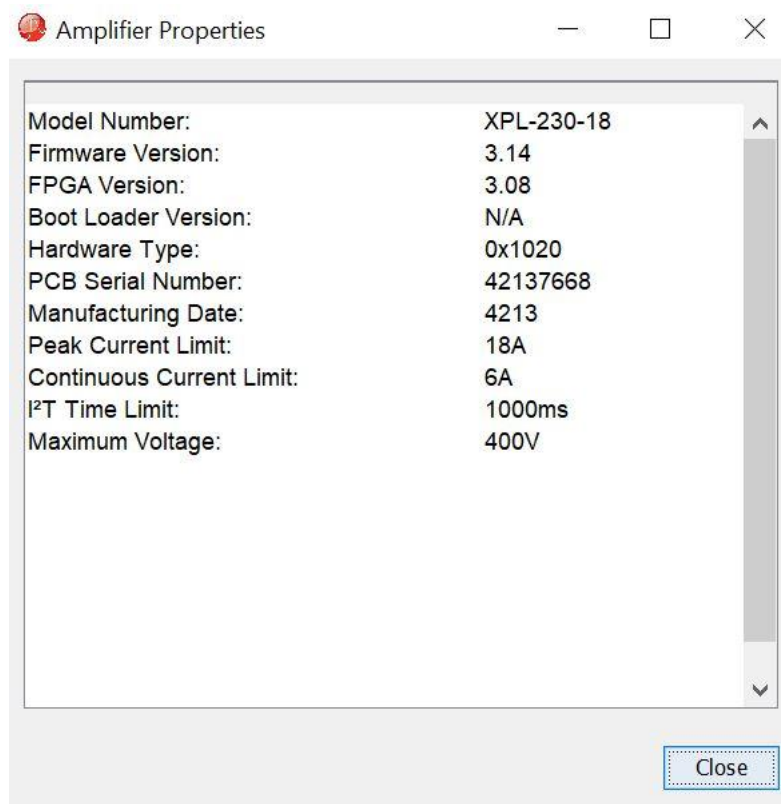 Amplifier Properties
Model Number: XPL-230-18
Firmware Version: 3.14
FPGA Version: 3.08
Boot Loader Version: N/A
Hardware Type: 0x1020
PCB Serial Number: 42137668
Manufacturing Date: 4213
Peak Current Limit: 18A
Continuous Current Limit: 6A
I²T Time Limit: 1000ms
Maximum Voltage: 400V
Close